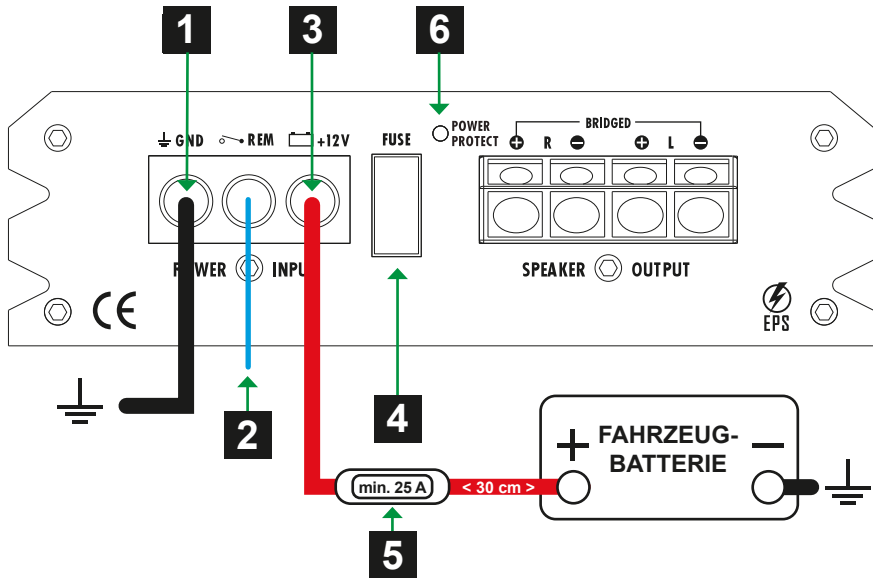 1 3 6
GND REM +12V FUSE POWER PROTECT BRIDGED
+ R − + L −
POWER INPUT SPEAKER OUTPUT
CE EPS
2 4
+ FAHRZEUG-BATTERIE −
min. 25 A < 30 cm >
5